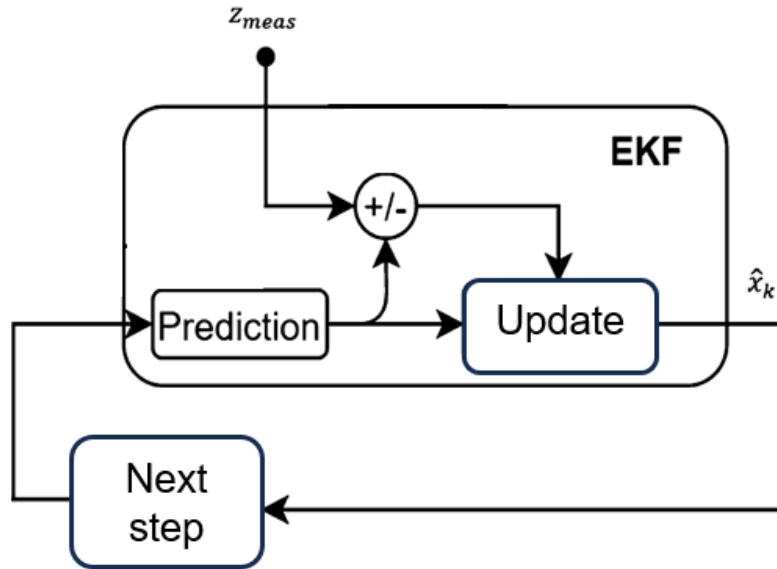 z_meas
EKF
+/-
x̂_k
Prediction
Update
Next
step